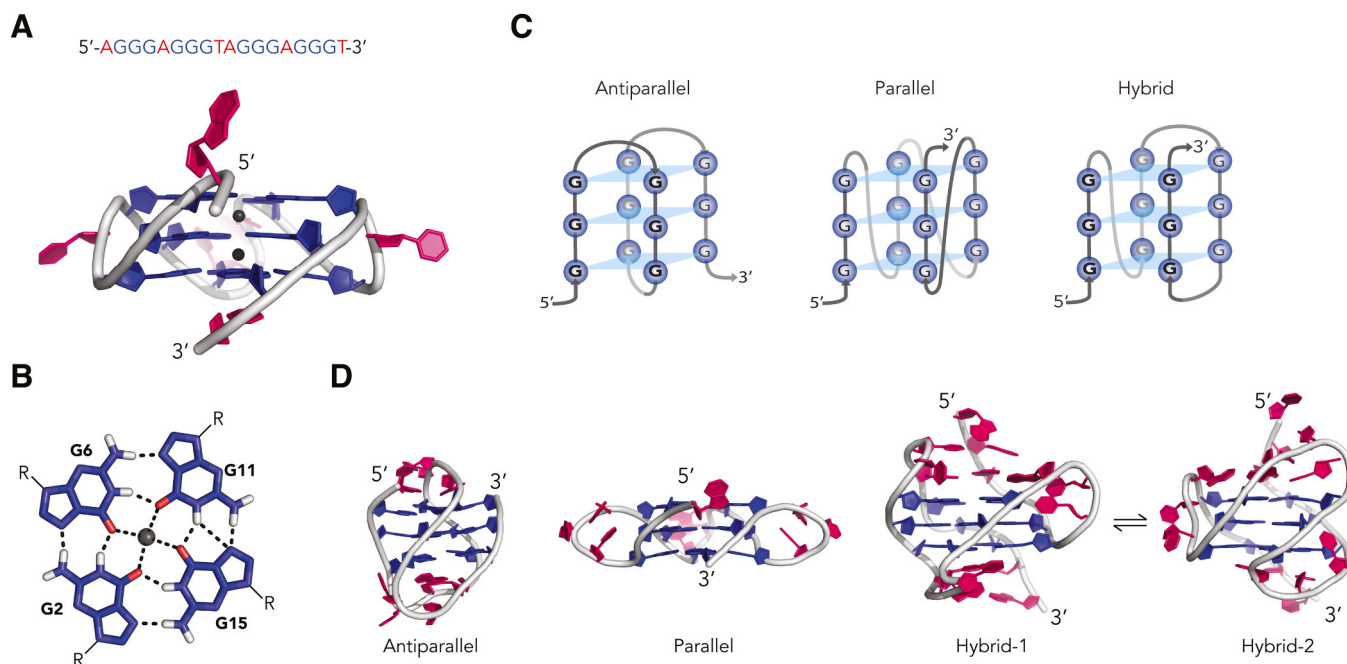 A
5'-AGGGAGGGTAGGGAGGGT-3'
5'
3'
B
R
G6
G11
R
G2
G15
R
R
C
Antiparallel
Parallel
Hybrid
G G G G
G G G G
G G G G
5'
3'
G G G G
G G G G
G G G G
5'
3'
G G G G
G G G G
G G G G
5'
3'
D
5'
3'
Antiparallel
5'
3'
Parallel
5'
3'
Hybrid-1
⇌
5'
3'
Hybrid-2